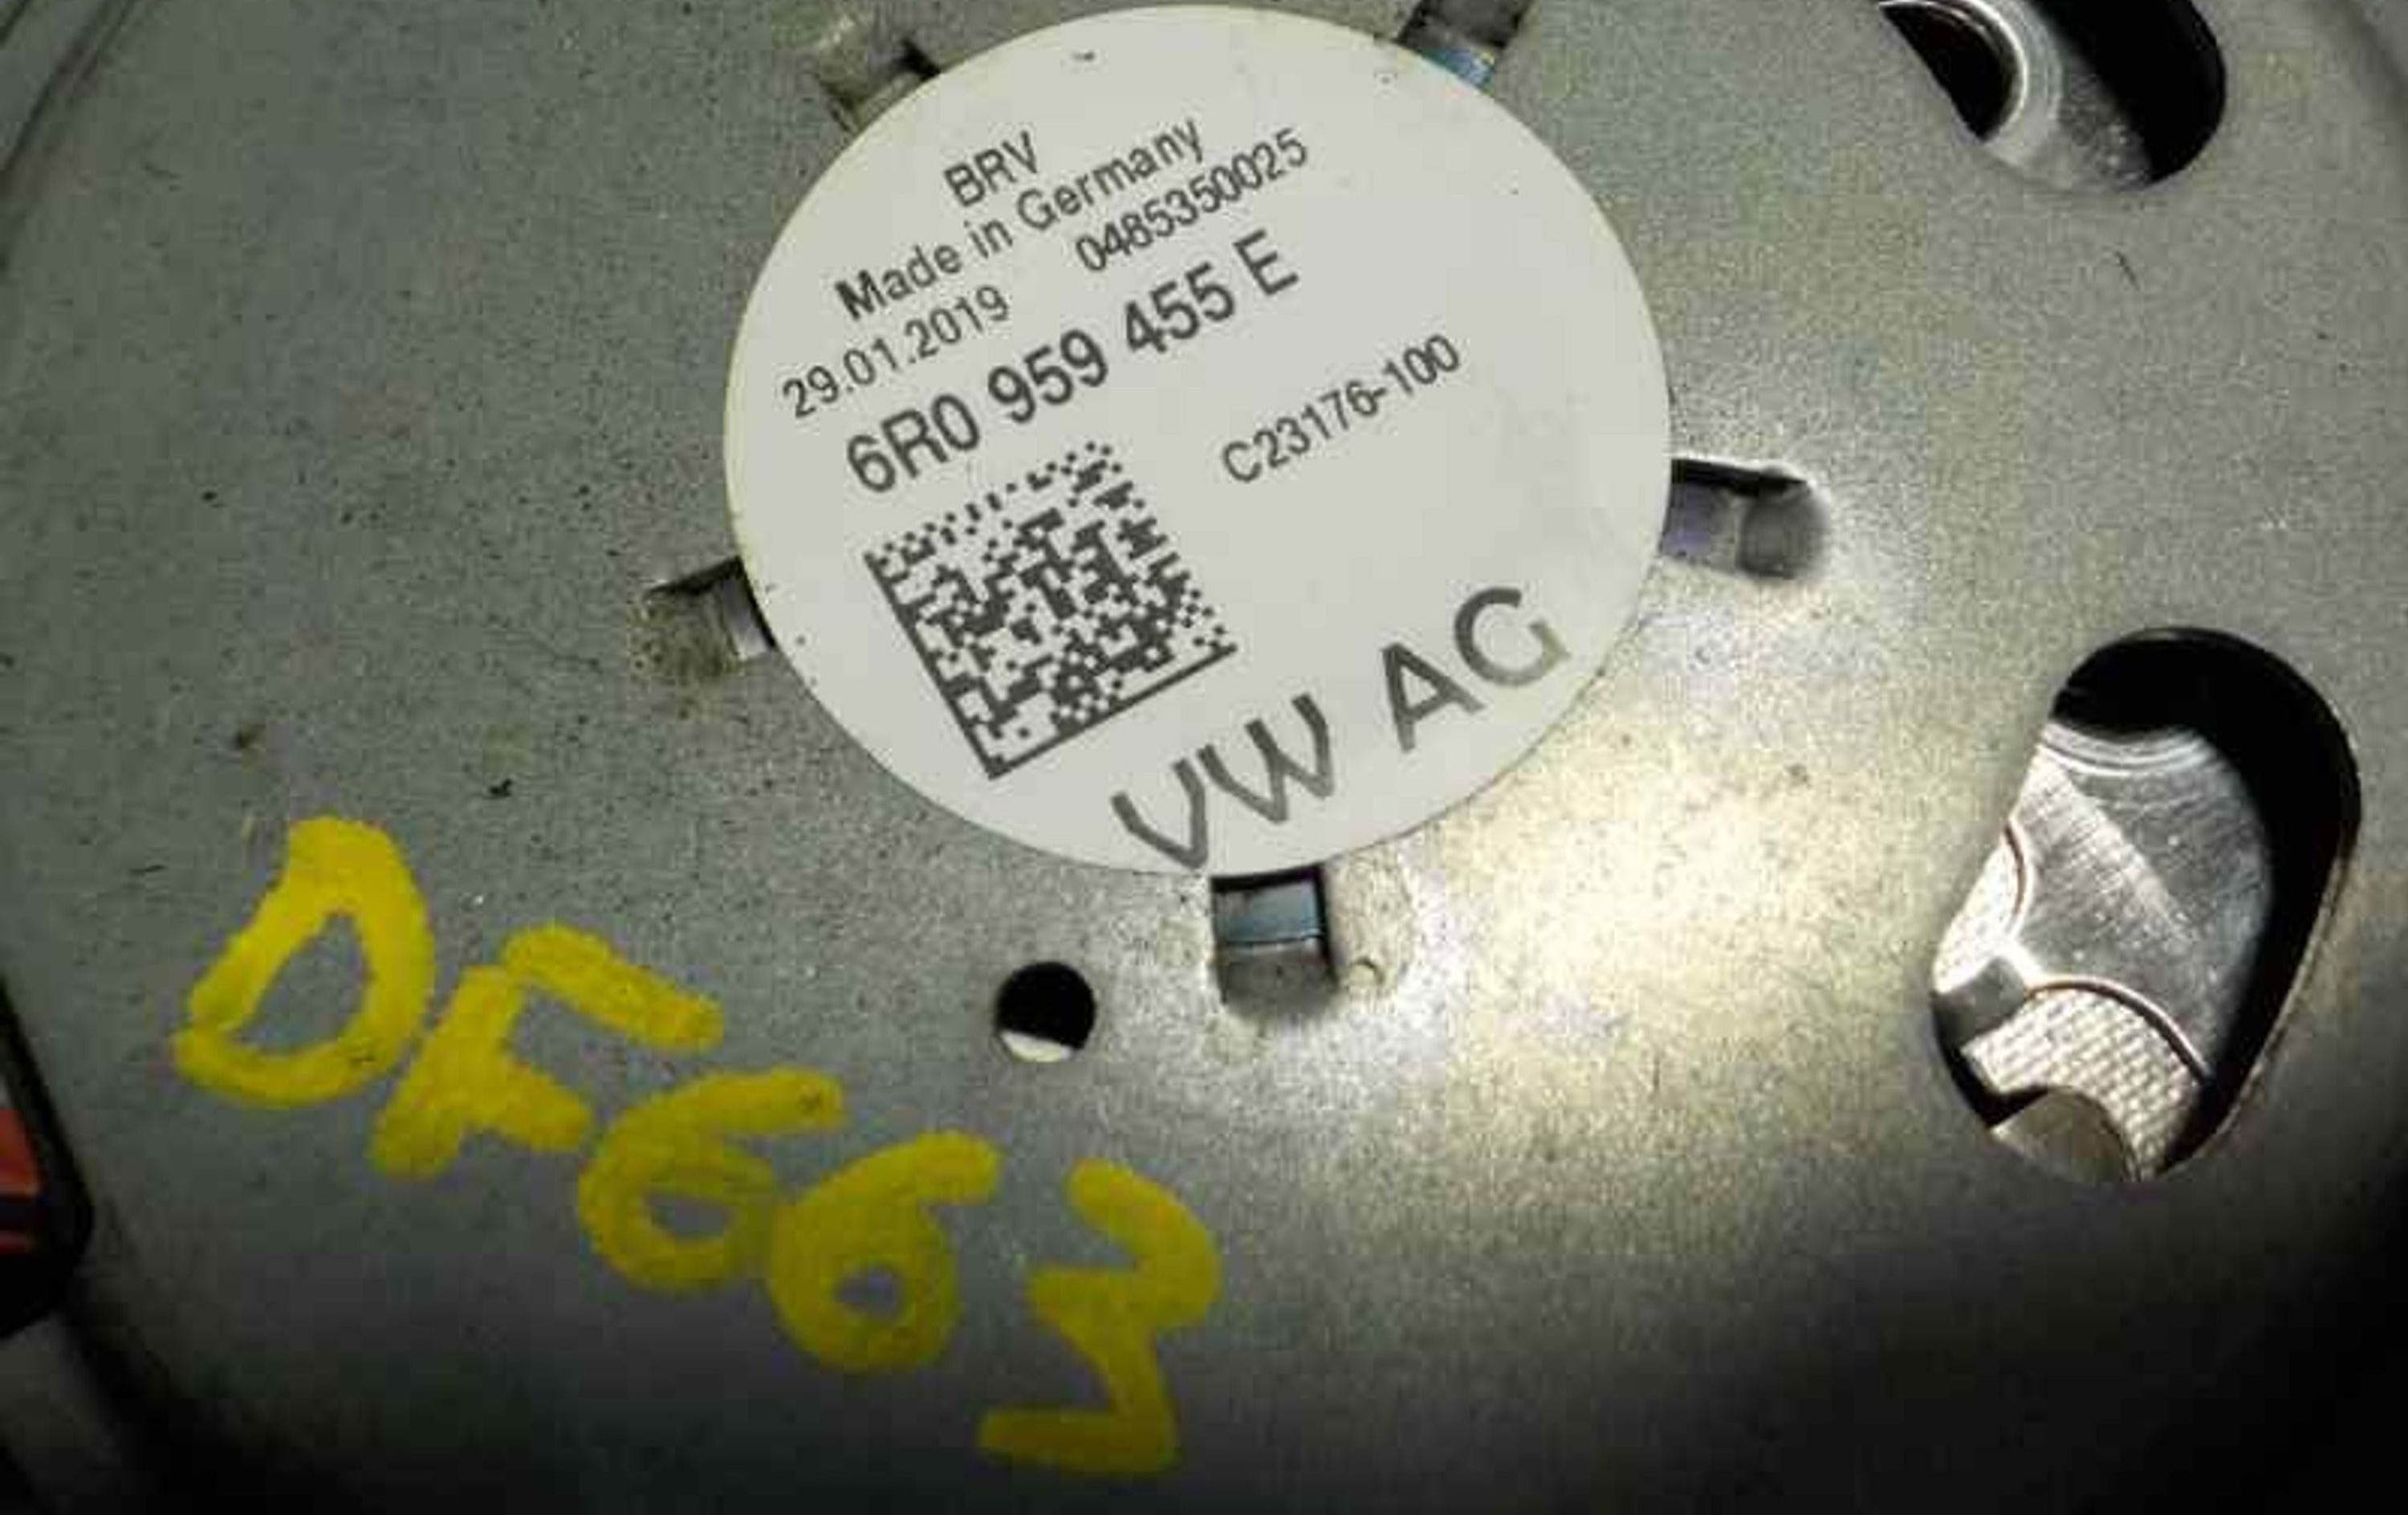 BRV
Made in Germany
29.01.2019 0485350025
6R0 959 455 E
C23176-100
VW AG
DF663